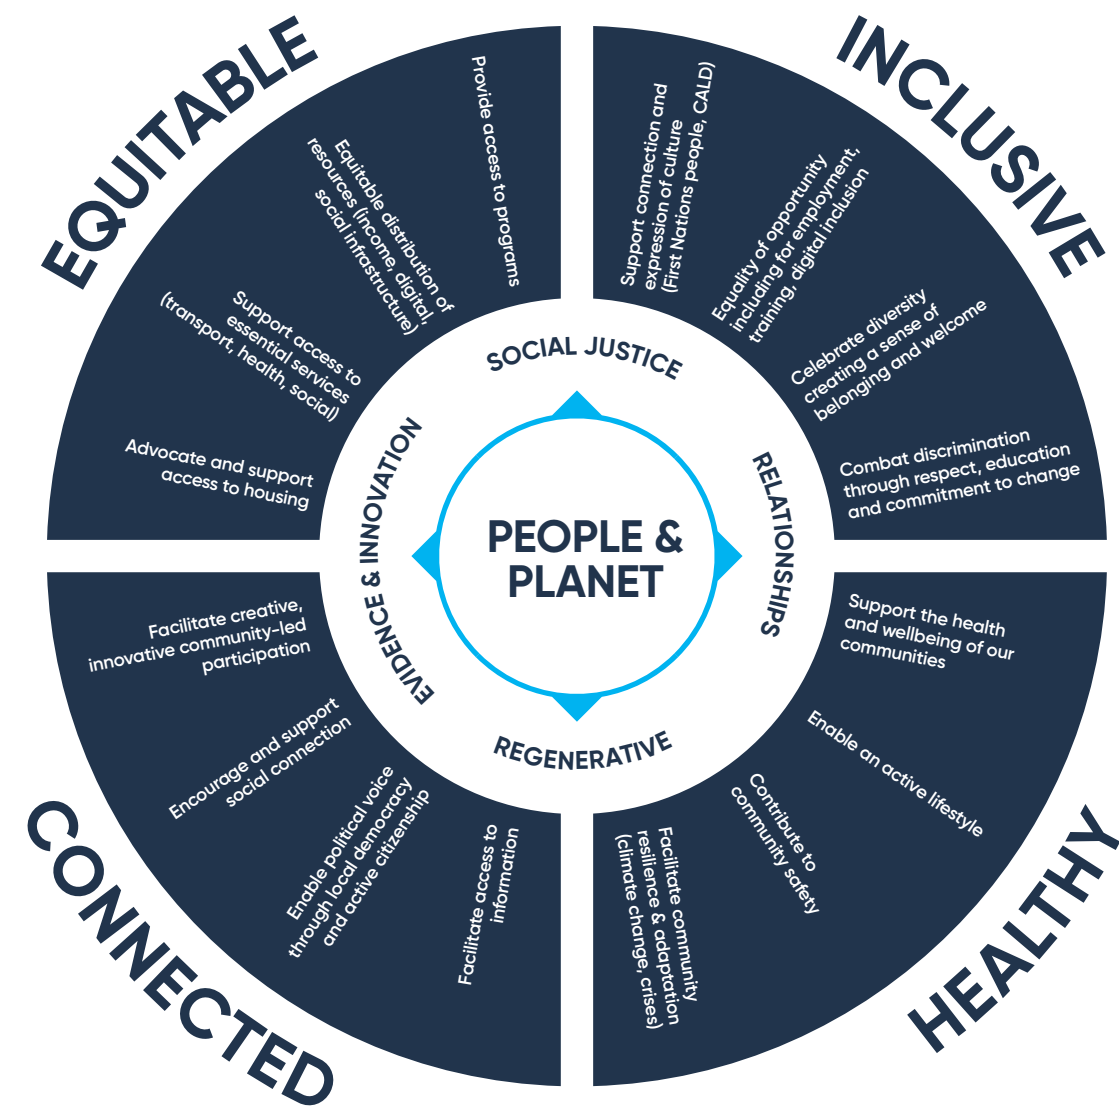 EQUITABLE
Provide access to programs
Equitable distribution of
resources (income, digital,
social infrastructure)
Support access to
essential services
(transport, health, social)
Advocate and support
access to housing
INCLUSIVE
Support connection and
expression of culture
(First Nations people, CALD)
Equality of opportunity
including for employment,
training, digital inclusion
Celebrate diversity
creating a sense of
belonging and welcome
Combat discrimination
through respect, education
and commitment to change
SOCIAL JUSTICE
RELATIONSHIPS
REGENERATIVE
EVIDENCE & INNOVATION
PEOPLE &
PLANET
HEALTHY
Support the health
and wellbeing of our
communities
Enable an active lifestyle
Contribute to
community safety
Facilitate community
resilience & adaptation
(climate change, crises)
CONNECTED
Facilitate creative,
innovative community-led
participation
Encourage and support
social connection
Enable political voice
through local democracy
and active citizenship
Facilitate access to
information